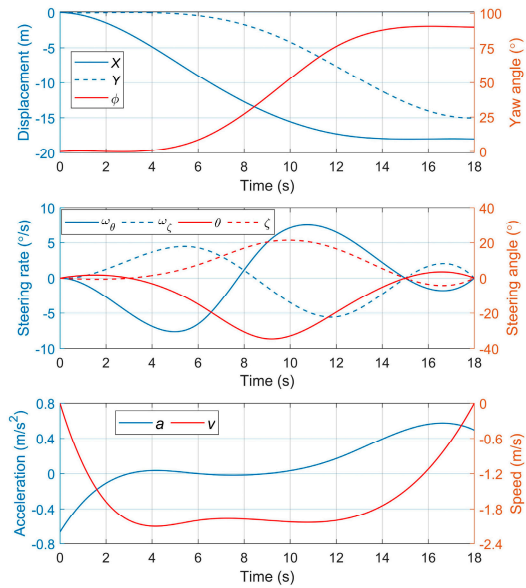 0
-5
-10
-15
-20
Displacement (m)
X
Y
ϕ
100
75
50
25
0
Yaw angle (°)
0 2 4 6 8 10 12 14 16 18
Time (s)
10
5
0
-5
-10
Steering rate (°/s)
ω_θ ω_ζ θ ζ
40
20
0
-20
-40
Steering angle (°)
0 2 4 6 8 10 12 14 16 18
Time (s)
0.8
0.4
0
-0.4
-0.8
Acceleration (m/s²)
a v
0
-0.6
-1.2
-1.8
-2.4
Speed (m/s)
0 2 4 6 8 10 12 14 16 18
Time (s)